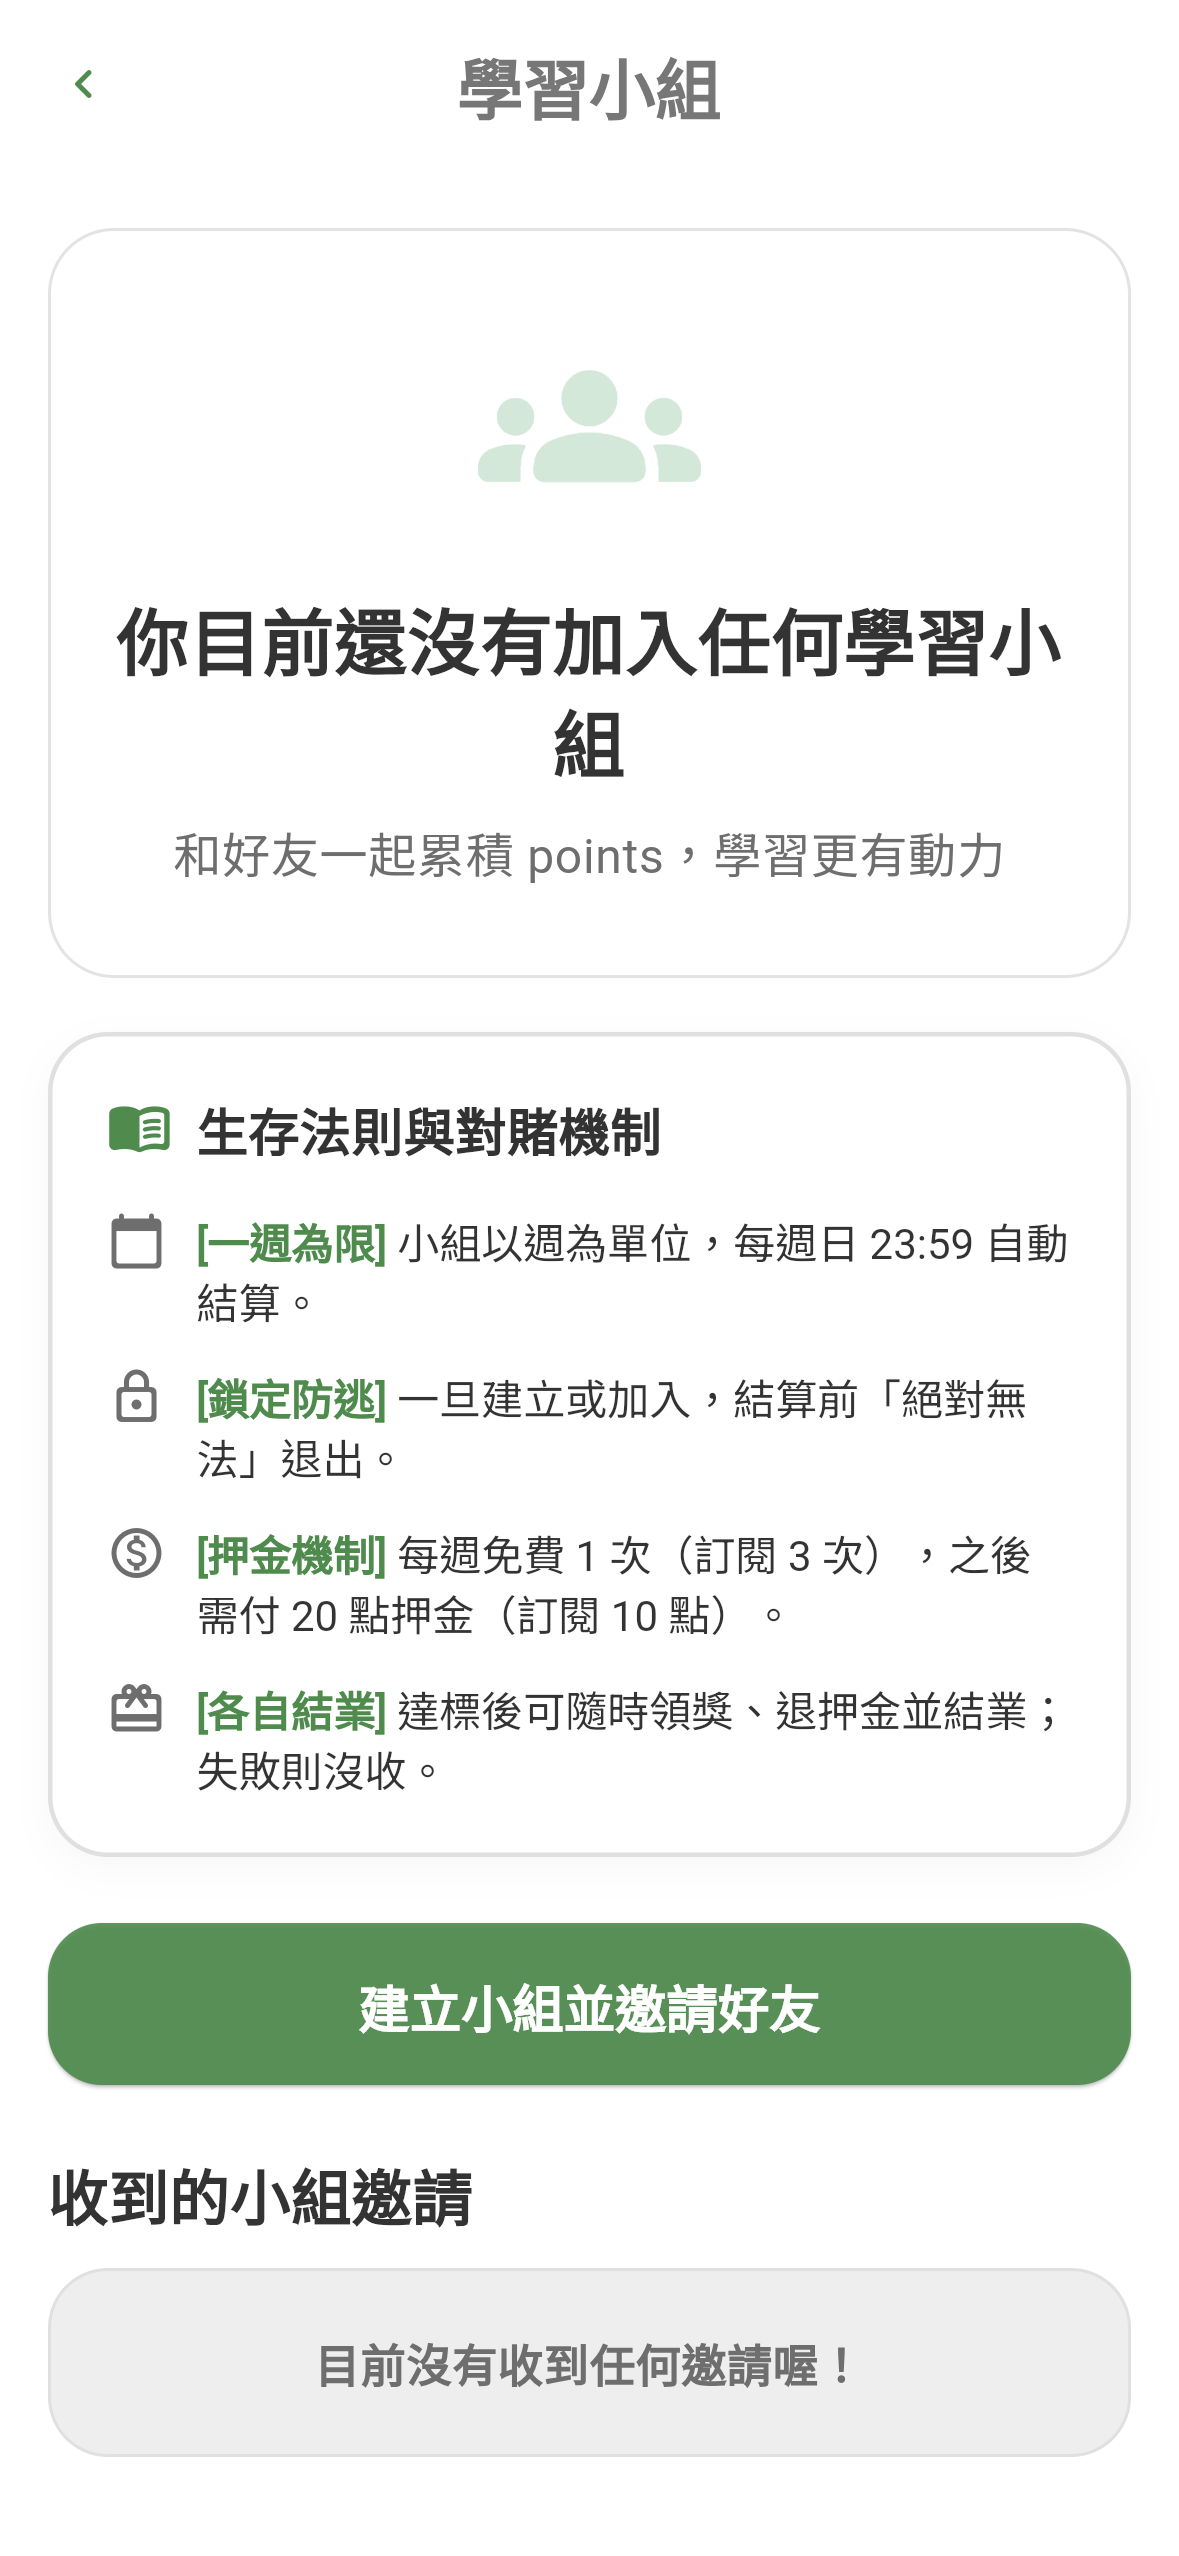 學習小組
你目前還沒有加入任何學習小
組
和好友一起累積 points，學習更有動力
生存法則與對賭機制
[一週為限] 小組以週為單位，每週日 23:59 自動
結算。
[鎖定防逃] 一旦建立或加入，結算前「絕對無
法」退出。
[押金機制] 每週免費 1 次（訂閱 3 次），之後
需付 20 點押金（訂閱 10 點）。
[各自結業] 達標後可隨時領獎、退押金並結業；
失敗則沒收。
建立小組並邀請好友
收到的小組邀請
目前沒有收到任何邀請喔！